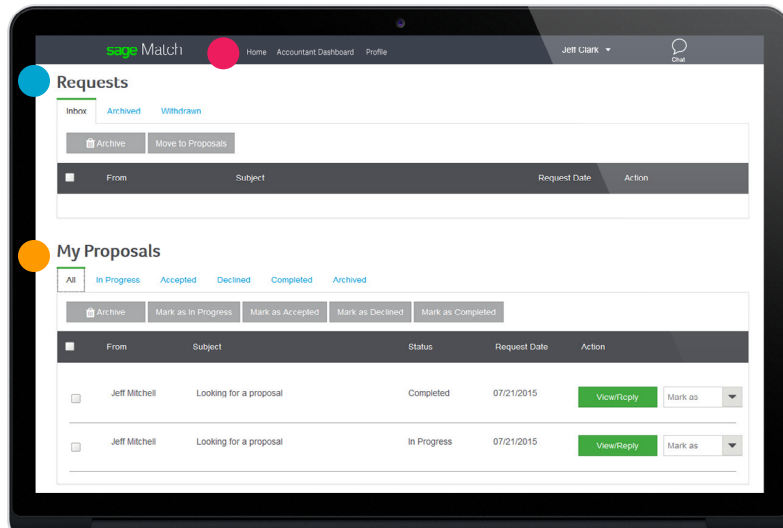 sage Match Home Accountant Dashboard Profile Jeff Clark Chat
Requests
Inbox Archived Withdrawn
Archive Move to Proposals
From Subject Request Date Action
My Proposals
All In Progress Accepted Declined Completed Archived
Archive Mark as In Progress Mark as Accepted Mark as Declined Mark as Completed
From Subject Status Request Date Action
Jeff Mitchell Looking for a proposal Completed 07/21/2015 View/Reply Mark as
Jeff Mitchell Looking for a proposal In Progress 07/21/2015 View/Reply Mark as